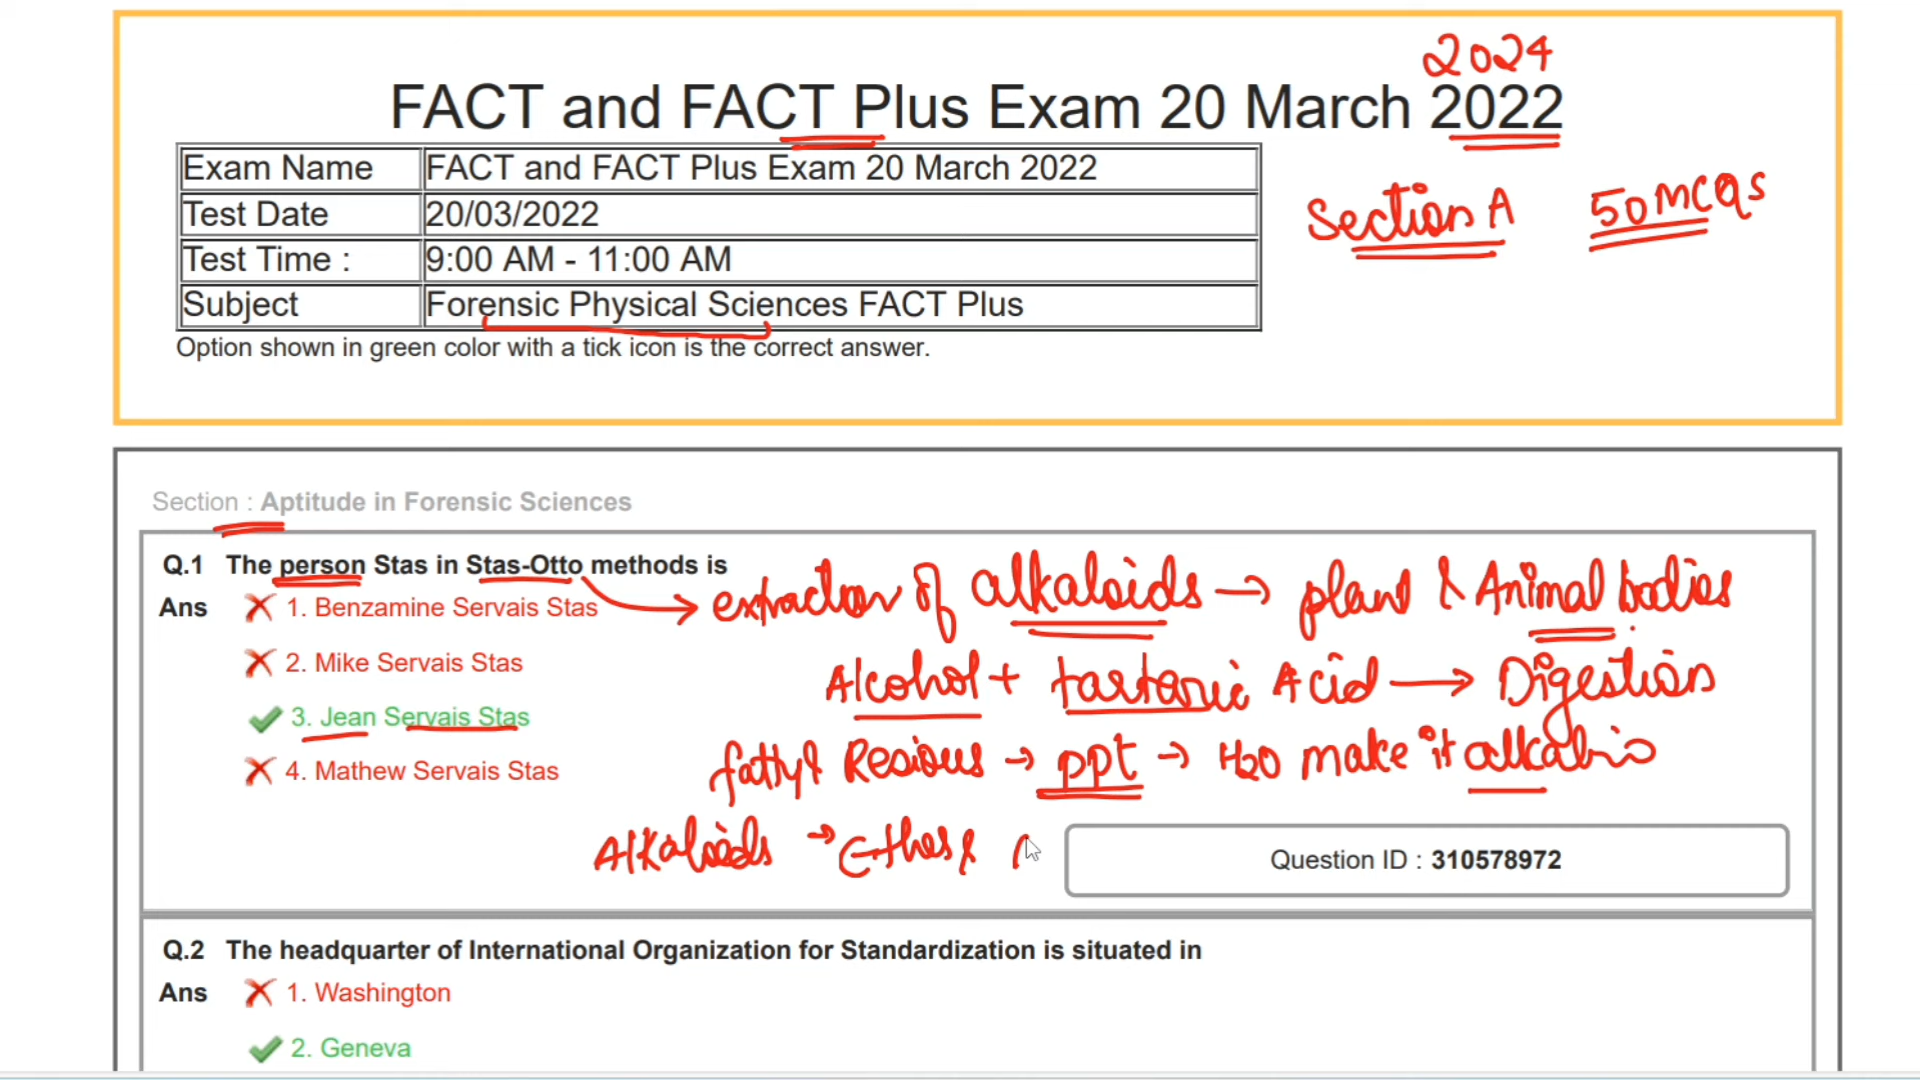 2024
FACT and FACT Plus Exam 20 March 2022
Exam Name FACT and FACT Plus Exam 20 March 2022
Test Date 20/03/2022
Test Time : 9:00 AM - 11:00 AM
Subject Forensic Physical Sciences FACT Plus
Section A 50 MCQs
Option shown in green color with a tick icon is the correct answer.
Section : Aptitude in Forensic Sciences
Q.1 The person Stas in Stas-Otto methods is
Ans 1. Benzamine Servais Stas
extraction of alkaloids → plant & Animal bodies
2. Mike Servais Stas
Alcohol + tartaric Acid → Digestion
3. Jean Servais Stas
fatty & → ppt → H2O make it
4. Mathew Servais Stas
Alkaloids →
Question ID : 310578972
Q.2 The headquarter of International Organization for Standardization is situated in
Ans 1. Washington
2. Geneva